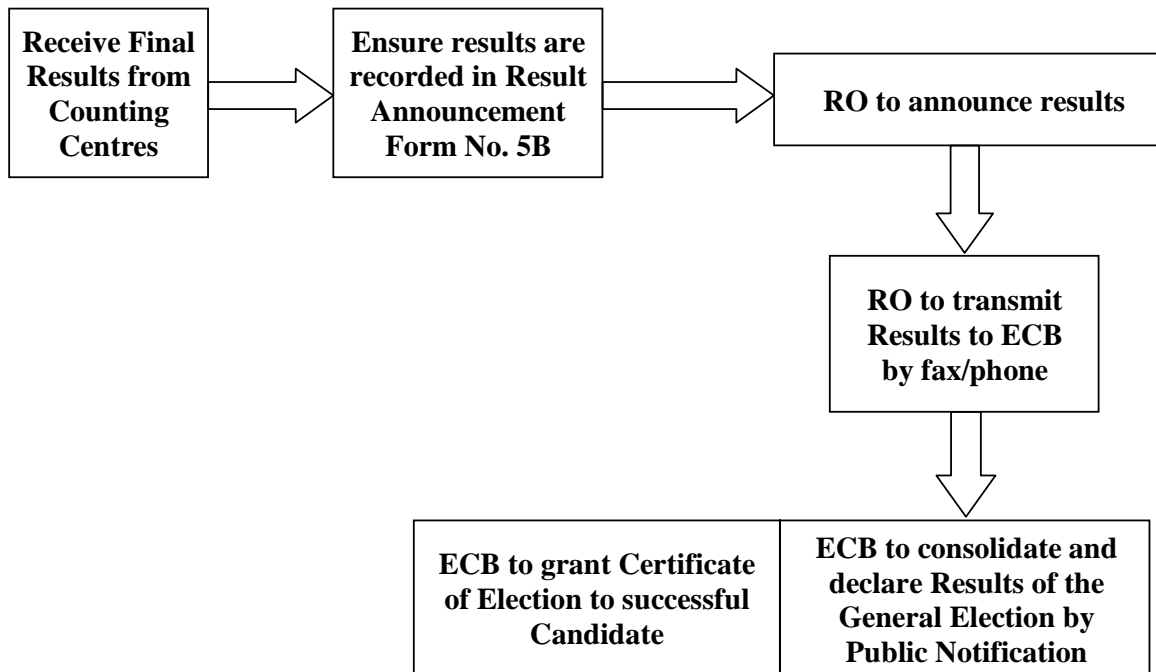 Receive Final
Results from
Counting
Centres
Ensure results are
recorded in Result
Announcement
Form No. 5B
RO to announce results
RO to transmit
Results to ECB
by fax/phone
ECB to grant Certificate
of Election to successful
Candidate
ECB to consolidate and
declare Results of the
General Election by
Public Notification